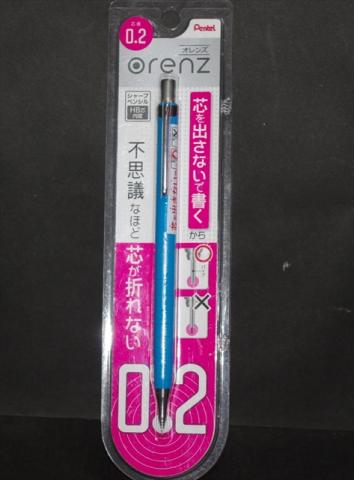 芯径
0.2
Pentel
オレンズ
orenz
シャープ
ペンシル
HB芯
内蔵
芯を出さないで書く
から
不思議なほど
芯が折れない
0.2